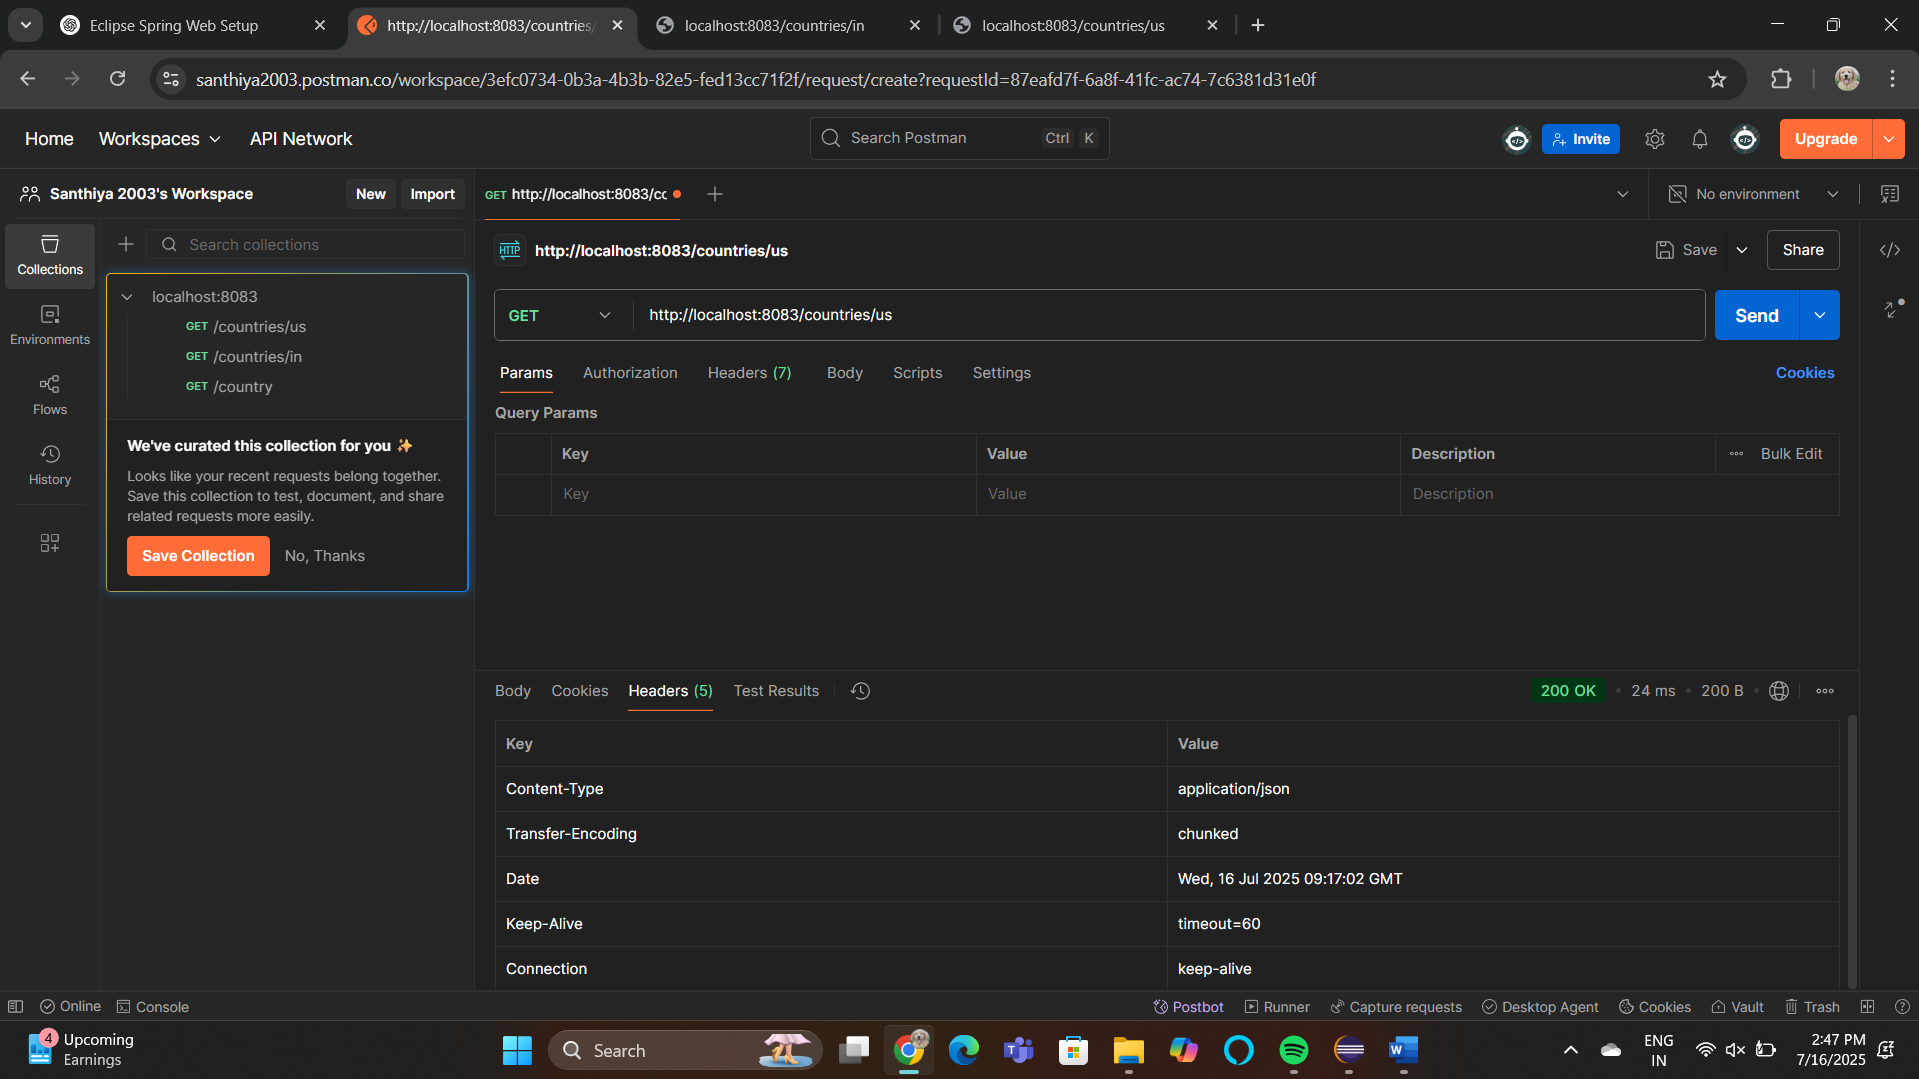 Eclipse Spring Web Setup
http://localhost:8083/countries/
localhost:8083/countries/in
localhost:8083/countries/us
santhiya2003.postman.co/workspace/3efc0734-0b3a-4b3b-82e5-fed13cc71f2f/request/create?requestId=87eafd7f-6a8f-41fc-ac74-7c6381d31e0f
Home
Workspaces
API Network
Search Postman
Ctrl K
Invite
Upgrade
Santhiya 2003's Workspace
New
Import
GET http://localhost:8083/cc
No environment
Collections
Environments
Flows
History
Search collections
localhost:8083
GET /countries/us
GET /countries/in
GET /country
We've curated this collection for you ✨
Looks like your recent requests belong together.
Save this collection to test, document, and share
related requests more easily.
Save Collection
No, Thanks
HTTP
http://localhost:8083/countries/us
Save
Share
GET
http://localhost:8083/countries/us
Send
Params
Authorization
Headers (7)
Body
Scripts
Settings
Cookies
Query Params
Key
Value
Description
Bulk Edit
Key
Value
Description
Body
Cookies
Headers (5)
Test Results
200 OK
24 ms
200 B
Key
Value
Content-Type
application/json
Transfer-Encoding
chunked
Date
Wed, 16 Jul 2025 09:17:02 GMT
Keep-Alive
timeout=60
Connection
keep-alive
Online
Console
Postbot
Runner
Capture requests
Desktop Agent
Cookies
Vault
Trash
4
Upcoming
Earnings
Search
ENG
IN
2:47 PM
7/16/2025